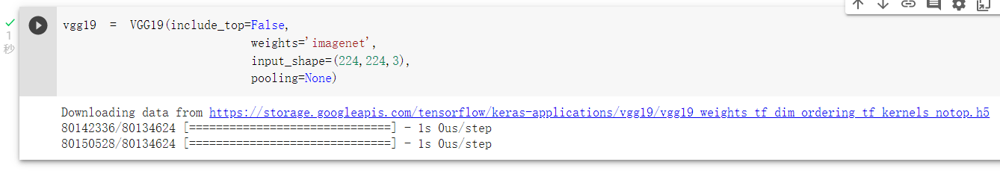 vgg19 = VGG19(include_top=False,
weights='imagenet',
input_shape=(224,224,3),
pooling=None)
1
秒
Downloading data from https://storage.googleapis.com/tensorflow/keras-applications/vgg19/vgg19_weights_tf_dim_ordering_tf_kernels_notop.h5
80142336/80134624 [==============================] - 1s 0us/step
80150528/80134624 [==============================] - 1s 0us/step